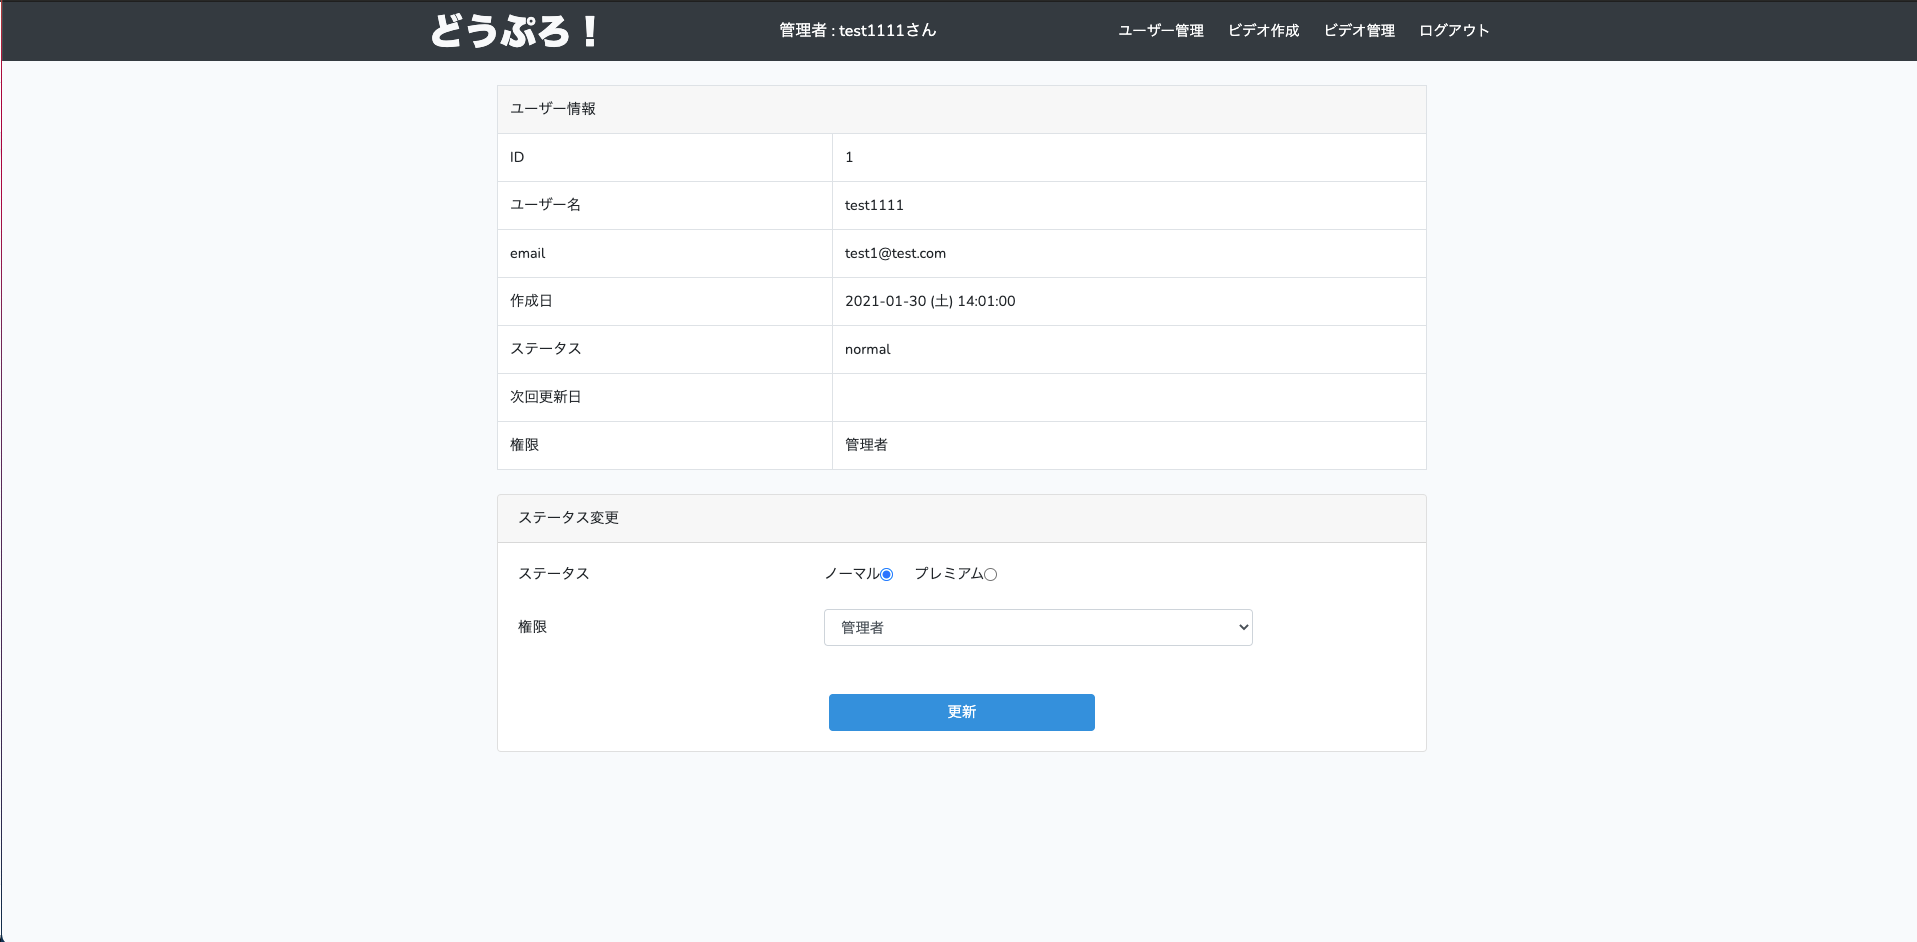 どうぷろ！ 管理者 : test1111さん ユーザー管理 ビデオ作成 ビデオ管理 ログアウト
ユーザー情報
ID 1
ユーザー名 test1111
email test1@test.com
作成日 2021-01-30 (土) 14:01:00
ステータス normal
次回更新日
権限 管理者
ステータス変更
ステータス ノーマル プレミアム
権限 管理者
更新